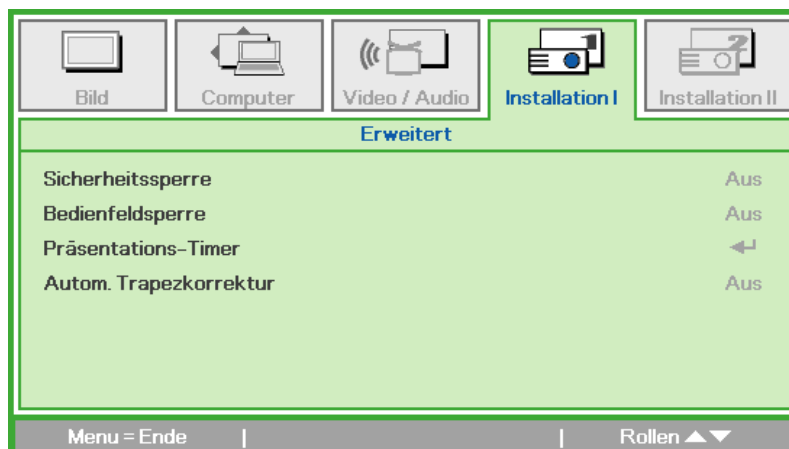 Bild
Computer
Video / Audio
Installation I
Installation II
Erweitert
Sicherheitssperre Aus
Bedienfeldsperre Aus
Präsentations-Timer
Autom. Trapezkorrektur Aus
Menu = Ende | | Rollen ▲▼